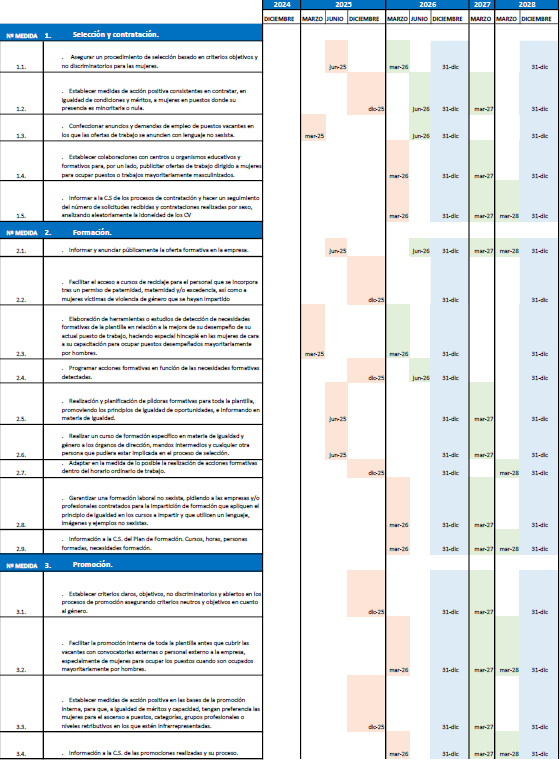 2024 2025 2026 2027 2028
DICIEMBRE MARZO JUNIO DICIEMBRE MARZO JUNIO DICIEMBRE MARZO MARZO DICIEMBRE
Nº MEDIDA 1. Selección y contratación.
. Asegurar un procedimiento de selección basado en criterios objetivos y
no discriminatorios para las mujeres.
1.1. jun-25 mar-26 31-dic 31-dic
. Establecer medidas de acción positiva consistentes en contratar, en
igualdad de condiciones y méritos, a mujeres en puestos donde su
presencia es minoritaria o nula.
1.2. dic-25 jun-26 31-dic mar-27 31-dic
. Confeccionar anuncios y demandas de empleo de puestos vacantes en
los que las ofertas de trabajo se anuncien con lenguaje no sexista.
1.3. mar-25 jun-26 31-dic 31-dic
. Establecer colaboraciones con centros u organismos educativos y
formativos para, por un lado, publicitar ofertas de trabajo dirigido a mujeres
para ocupar puestos o trabajos mayoritariamente masculinizados.
1.4. mar-26 31-dic mar-27 31-dic
. Informar a la C.S de los procesos de contratación y hacer un seguimiento
del número de solicitudes recibidas y contrataciones realizadas por sexo,
analizando aleatoriamente la idoneidad de los CV
1.5. mar-26 31-dic mar-27 mar-28 31-dic
Nº MEDIDA 2. Formación.
2.1. . Informar y anunciar públicamente la oferta formativa en la empresa. jun-25 jun-26 31-dic mar-27 mar-28 31-dic
. Facilitar el acceso a cursos de reciclaje para el personal que se incorpora
tras un permiso de paternidad, maternidad y/o excedencia, así como a
mujeres víctimas de violencia de género que se hayan impartido
2.2. dic-25 31-dic 31-dic
. Elaboración de herramientas o estudios de detección de necesidades
formativas de la plantilla en relación a la mejora de su desempeño de su
actual puesto de trabajo, haciendo especial hincapié en las mujeres de cara
a su capacitación para ocupar puestos desempeñados mayoritariamente
por hombres.
2.3. mar-25 mar-26 31-dic 31-dic
. Programar acciones formativas en función de las necesidades formativas
detectadas.
2.4. dic-25 jun-26 31-dic 31-dic
. Realización y planificación de píldoras formativas para toda la plantilla,
promoviendo los principios de igualdad de oportunidades, e informando en
materia de igualdad.
2.5. jun-25 31-dic mar-27 31-dic
. Realizar un curso de formación específico en materia de igualdad y
género a los órganos de dirección, mandos intermedios y cualquier otra
persona que pudiera estar implicada en el proceso de selección.
2.6. jun-25 31-dic mar-27 31-dic
. Adaptar en la medida de lo posible la realización de acciones formativas
dentro del horario ordinario de trabajo.
2.7. dic-25 31-dic mar-28 31-dic
. Garantizar una formación laboral no sexista, pidiendo a las empresas y/o
profesionales contratados para la impartición de formación que apliquen el
principio de igualdad en los cursos a impartir y que utilicen un lenguaje,
imágenes y ejemplos no sexistas.
2.8. mar-26 31-dic mar-27 31-dic
. Información a la C.S. del Plan de Formación. Cursos, horas, personas
formadas, necesidades formación.
2.9. mar-26 31-dic mar-27 mar-28 31-dic
Nº MEDIDA 3. Promoción.
. Establecer criterios claros, objetivos, no discriminatorios y abiertos en los
procesos de promoción asegurando criterios neutros y objetivos en cuanto
al género.
3.1. dic-25 31-dic mar-27 31-dic
. Facilitar la promoción interna de toda la plantilla antes que cubrir las
vacantes con convocatorias externas o personal externo a la empresa,
especialmente de mujeres para ocupar los puestos cuando son ocupados
mayoritariamente por hombres.
3.2. mar-26 31-dic mar-27 mar-28 31-dic
. Establecer medidas de acción positiva en las bases de la promoción
interna, para que, a igualdad de méritos y capacidad, tengan preferencia las
mujeres para el ascenso a puestos, categorías, grupos profesionales o
niveles retributivos en los que estén infrarrepresentadas.
3.3. dic-25 31-dic mar-27 31-dic
3.4. . Información a la C.S. de las promociones realizadas y su proceso. mar-26 31-dic mar-27 mar-28 31-dic